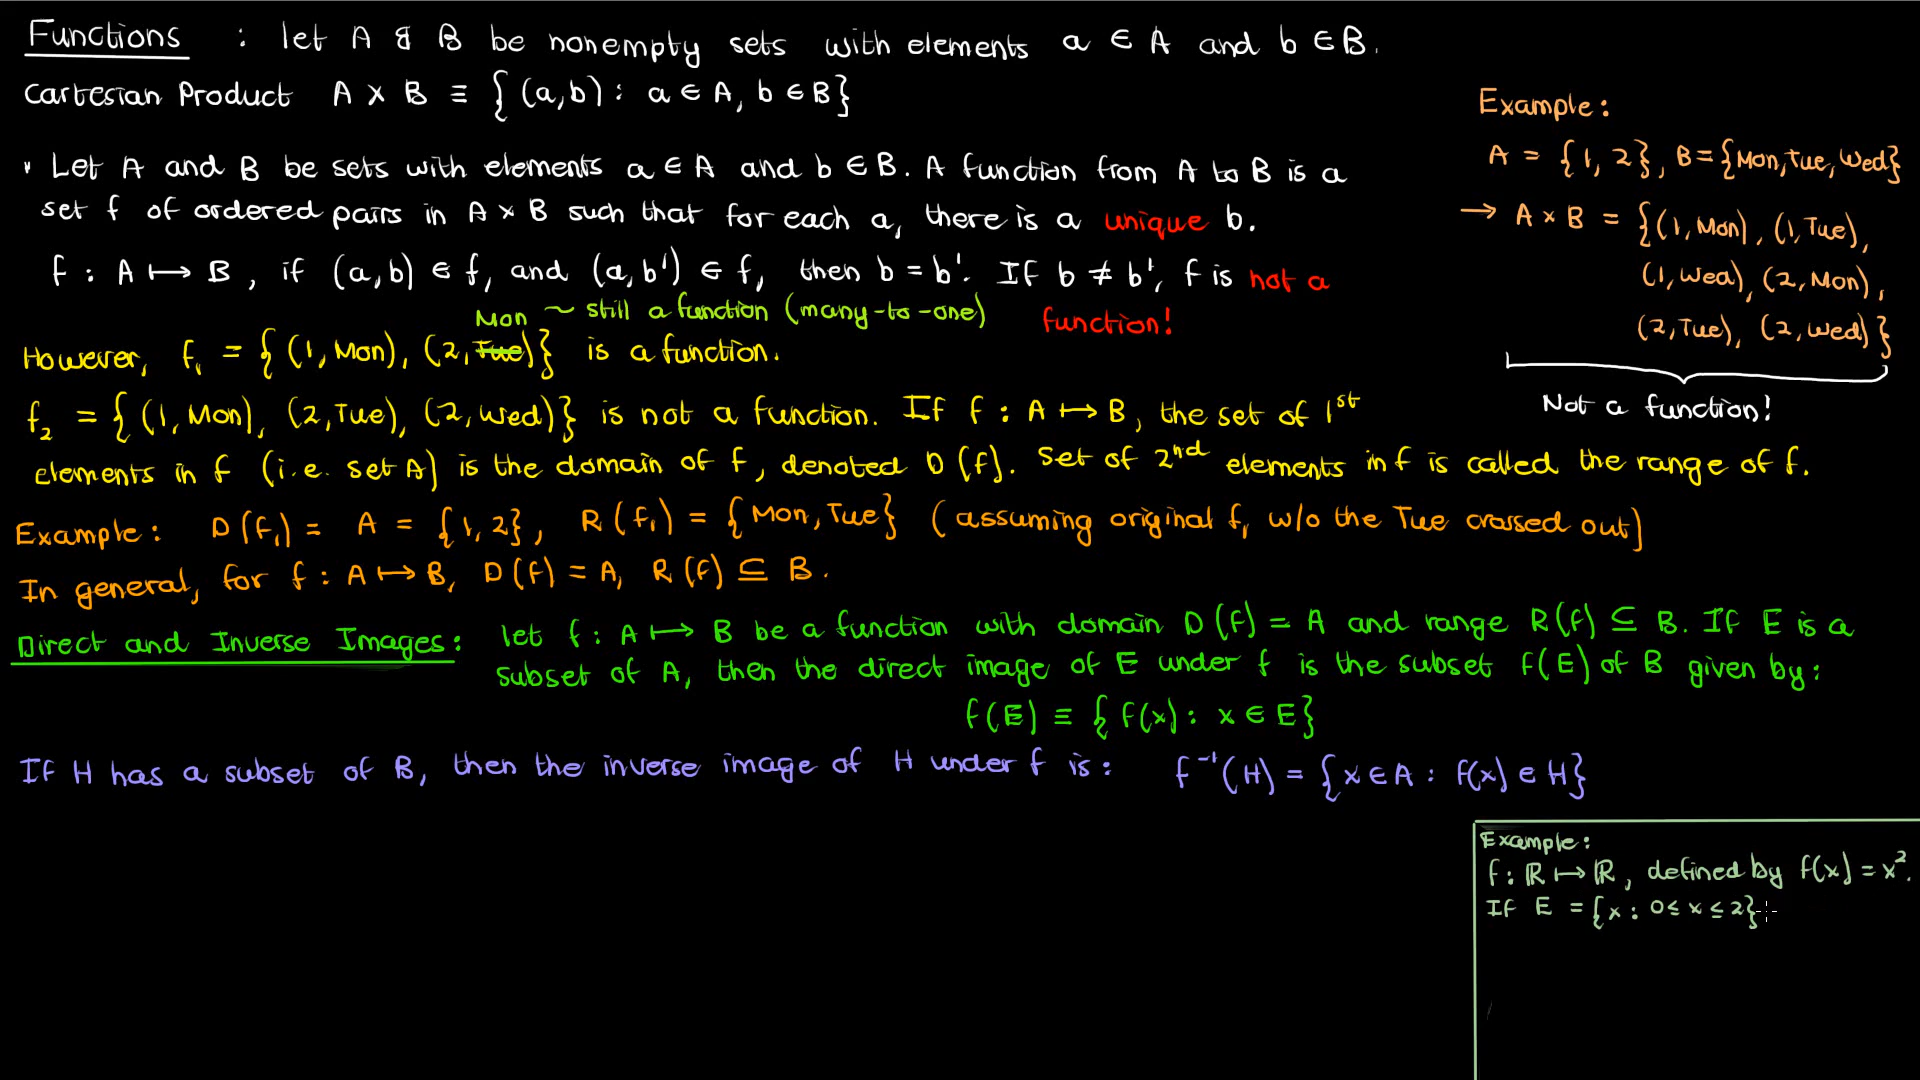 Functions : let A & B be nonempty sets with elements a ∈ A and b ∈ B.
Cartesian Product A × B ≡ {(a,b) : a ∈ A, b ∈ B}
" Let A and B be sets with elements a ∈ A and b ∈ B. A function from A to B is a
set f of ordered pairs in A × B such that for each a, there is a unique b.
f : A ↦ B, if (a,b) ∈ f, and (a,b') ∈ f, then b = b'. If b ≠ b', f is not a
function!
Mon ~ still a function (many-to-one)
However, f₁ = {(1,Mon), (2,Tue)} is a function.
f₂ = {(1,Mon), (2,Tue), (2,Wed)} is not a function. If f : A ↦ B, the set of 1st
elements in f (i.e. set A) is the domain of f, denoted D(f). Set of 2nd elements in f is called the range of f.
Example: D(f₁) = A = {1,2}, R(f₁) = {Mon,Tue} (assuming original f₁ w/o the Tue crossed out)
In general, for f : A ↦ B, D(f) = A, R(f) ⊆ B.
Direct and Inverse Images: let f : A ↦ B be a function with domain D(f) = A and range R(f) ⊆ B. If E is a
subset of A, then the direct image of E under f is the subset f(E) of B given by:
f(E) ≡ {f(x) : x ∈ E}
If H has a subset of B, then the inverse image of H under f is: f⁻¹(H) = {x ∈ A : f(x) ∈ H}
Example:
A = {1, 2}, B = {Mon,Tue,Wed}
→ A × B = {(1,Mon), (1,Tue),
(1,Wed), (2,Mon),
(2,Tue), (2,Wed)}
Not a function!
Example:
f : ℝ ↦ ℝ, defined by f(x) = x².
If E = {x : 0 ≤ x ≤ 2}